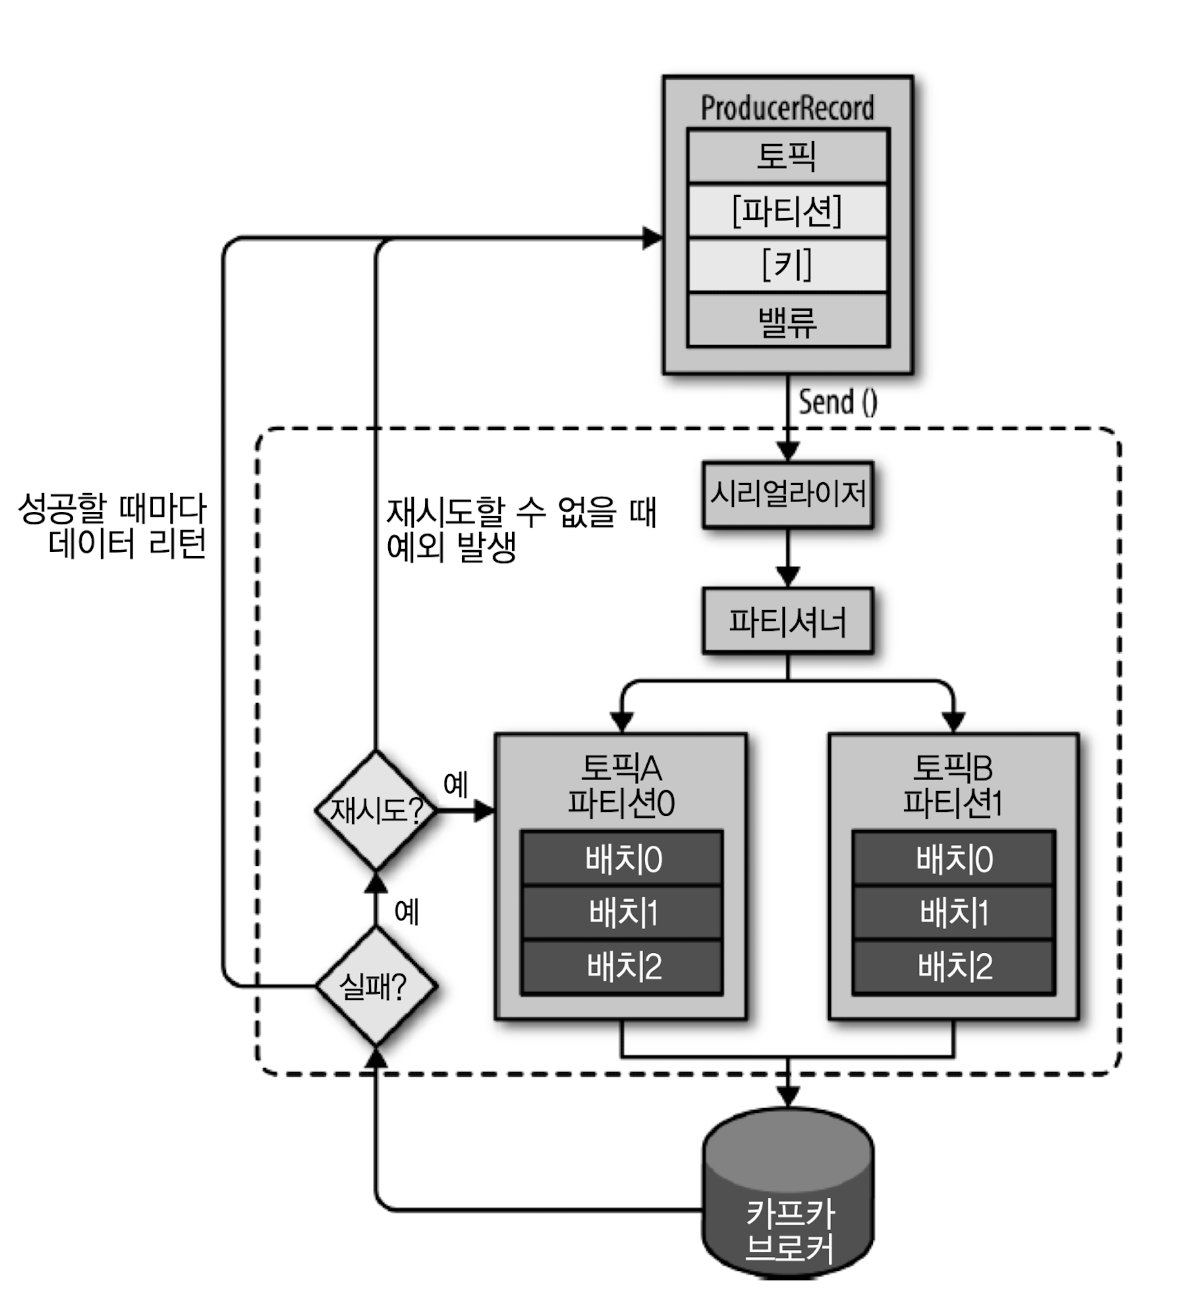 ProducerRecord
토픽
[파티션]
[키]
밸류
Send ()
성공할 때마다
데이터 리턴
재시도할 수 없을 때
예외 발생
시리얼라이저
파티셔너
재시도?
예
토픽A
파티션0
배치0
배치1
배치2
토픽B
파티션1
배치0
배치1
배치2
예
실패?
카프카
브로커